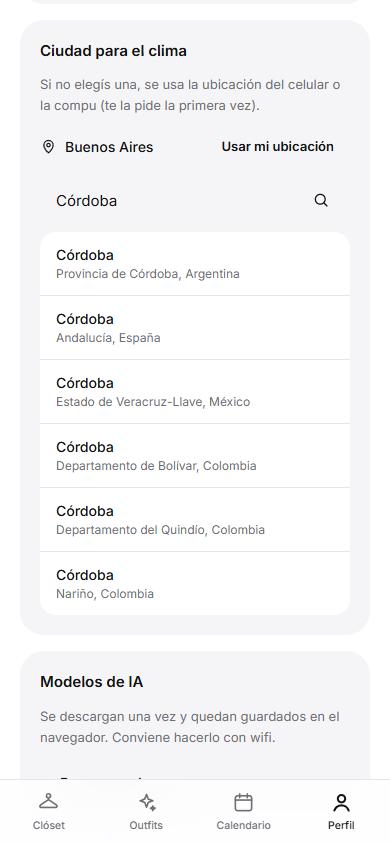 Ciudad para el clima
Si no elegís una, se usa la ubicación del celular o
la compu (te la pide la primera vez).
Buenos Aires
Usar mi ubicación
Córdoba
Córdoba
Provincia de Córdoba, Argentina
Córdoba
Andalucía, España
Córdoba
Estado de Veracruz-Llave, México
Córdoba
Departamento de Bolívar, Colombia
Córdoba
Departamento del Quindío, Colombia
Córdoba
Nariño, Colombia
Modelos de IA
Se descargan una vez y quedan guardados en el
navegador. Conviene hacerlo con wifi.
Clóset
Outfits
Calendario
Perfil